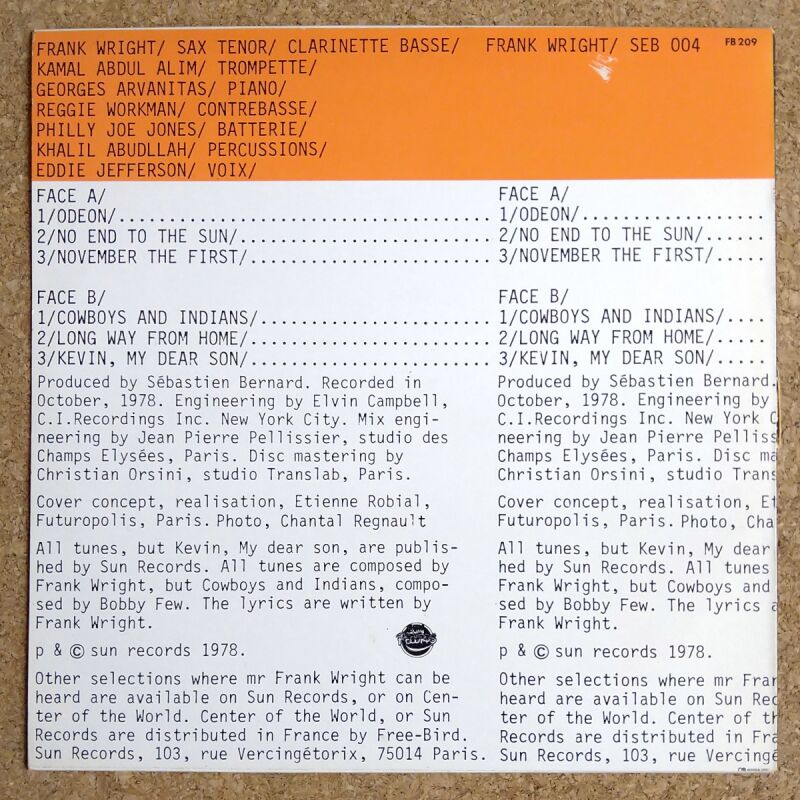 FRANK WRIGHT/ SAX TENOR/ CLARINETTE BASSE/
KAMAL ABDUL ALIM/ TROMPETTE/
GEORGES ARVANITAS/ PIANO/
REGGIE WORKMAN/ CONTREBASSE/
PHILLY JOE JONES/ BATTERIE/
KHALIL ABUDLLAH/ PERCUSSIONS/
EDDIE JEFFERSON/ VOIX/
FRANK WRIGHT/ SEB 004
FB 209
FACE A/
1/ODEON/.....................................
2/NO END TO THE SUN/.........................
3/NOVEMBER THE FIRST/........................
FACE B/
1/COWBOYS AND INDIANS/.......................
2/LONG WAY FROM HOME/........................
3/KEVIN, MY DEAR SON/........................
Produced by Sébastien Bernard. Recorded in
October, 1978. Engineering by Elvin Campbell,
C.I.Recordings Inc. New York City. Mix engi-
neering by Jean Pierre Pellissier, studio des
Champs Elysées, Paris. Disc mastering by
Christian Orsini, studio Translab, Paris.
Cover concept, realisation, Etienne Robial,
Futuropolis, Paris. Photo, Chantal Regnault
All tunes, but Kevin, My dear son, are publis-
hed by Sun Records. All tunes are composed by
Frank Wright, but Cowboys and Indians, compo-
sed by Bobby Few. The lyrics are written by
Frank Wright.
p & © sun records 1978.
Other selections where mr Frank Wright can be
heard are available on Sun Records, or on Cen-
ter of the World. Center of the World, or Sun
Records are distributed in France by Free-Bird.
Sun Records, 103, rue Vercingétorix, 75014 Paris.
FACE A/
1/ODEON/..................
2/NO END TO THE SUN/......
3/NOVEMBER THE FIRST/.....
FACE B/
1/COWBOYS AND INDIANS/....
2/LONG WAY FROM HOME/.....
3/KEVIN, MY DEAR SON/.....
Produced by Sébastien Bernard.
October, 1978. Engineering by
C.I.Recordings Inc. New York C
neering by Jean Pierre Pelliss
Champs Elysées, Paris. Disc ma
Christian Orsini, studio Trans
Cover concept, realisation, Et
Futuropolis, Paris. Photo, Cha
All tunes, but Kevin, My dear
hed by Sun Records. All tunes
Frank Wright, but Cowboys and
sed by Bobby Few. The lyrics a
Frank Wright.
p & © sun records 1978.
Other selections where mr Fran
heard are available on Sun Rec
ter of the World. Center of th
Records are distributed in Fra
Sun Records, 103, rue Vercingé